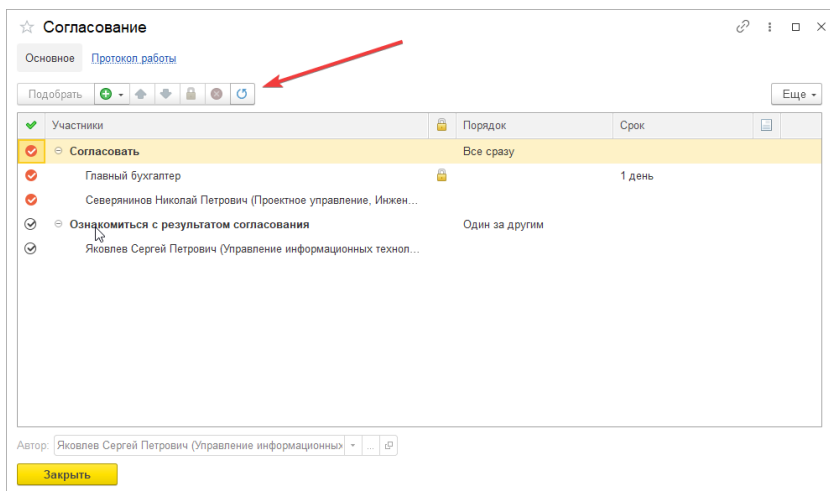 Согласование
Основное Протокол работы
Подобрать Еще
Участники Порядок Срок
Согласовать Все сразу
Главный бухгалтер 1 день
Северянинов Николай Петрович (Проектное управление, Инжен...
Ознакомиться с результатом согласования Один за другим
Яковлев Сергей Петрович (Управление информационных технол...
Автор: Яковлев Сергей Петрович (Управление информационных
Закрыть